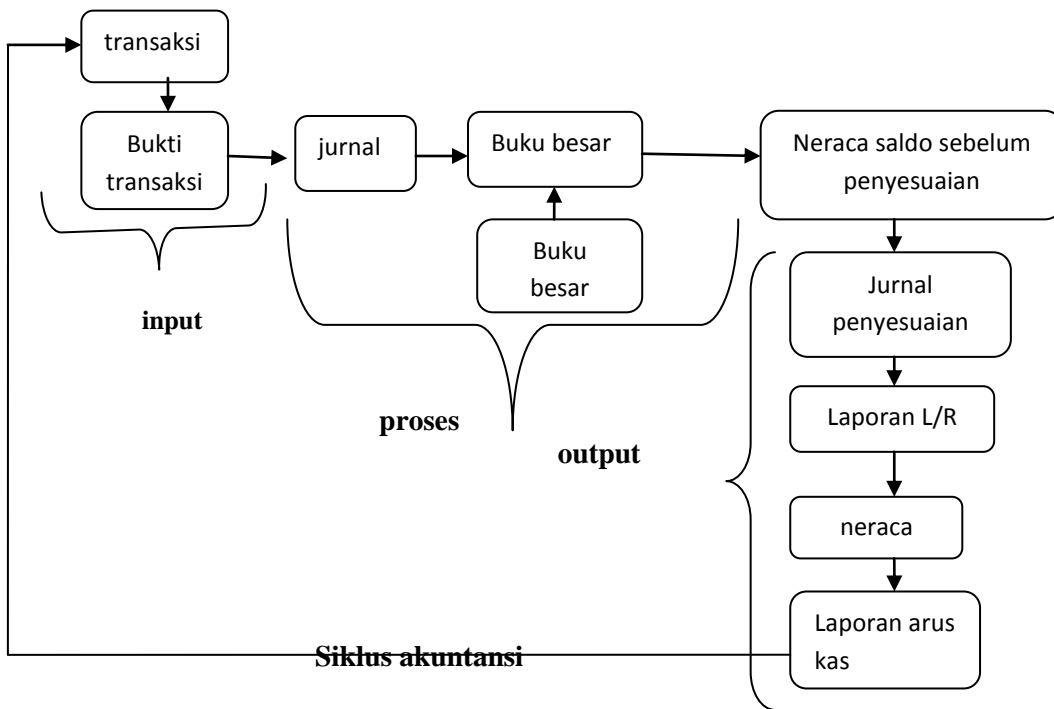 transaksi
Bukti
transaksi
jurnal
Buku besar
Neraca saldo sebelum
penyesuaian
Buku
besar
input
Jurnal
penyesuaian
proses
output
Laporan L/R
neraca
Laporan arus
kas
Siklus akuntansi